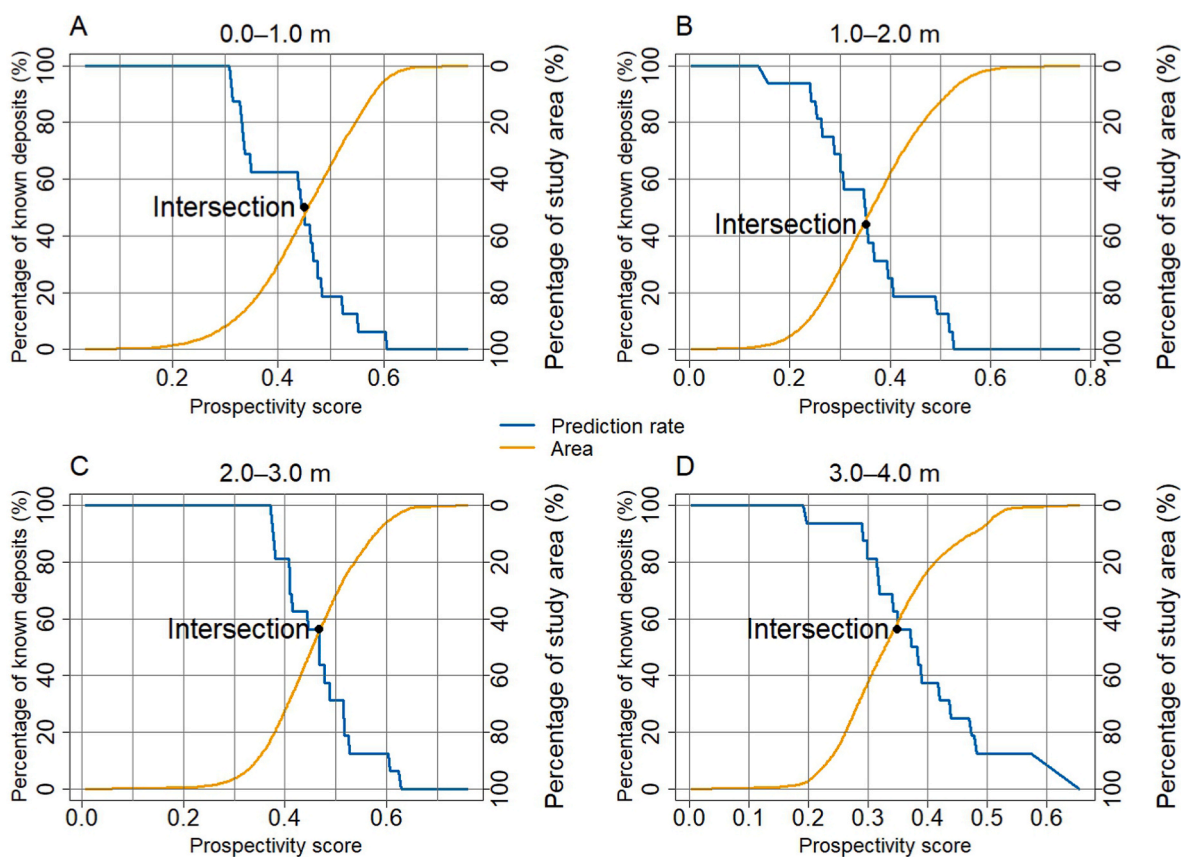 A
0.0–1.0 m
Percentage of known deposits (%)
100
80
60
40
20
0
0
20
40
60
80
100
Percentage of study area (%)
Intersection
0.2
0.4
0.6
Prospectivity score
B
1.0–2.0 m
Percentage of known deposits (%)
100
80
60
40
20
0
0
20
40
60
80
100
Percentage of study area (%)
Intersection
0.0
0.2
0.4
0.6
0.8
Prospectivity score
Prediction rate
Area
C
2.0–3.0 m
Percentage of known deposits (%)
100
80
60
40
20
0
0
20
40
60
80
100
Percentage of study area (%)
Intersection
0.0
0.2
0.4
0.6
Prospectivity score
D
3.0–4.0 m
Percentage of known deposits (%)
100
80
60
40
20
0
0
20
40
60
80
100
Percentage of study area (%)
Intersection
0.0
0.1
0.2
0.3
0.4
0.5
0.6
Prospectivity score